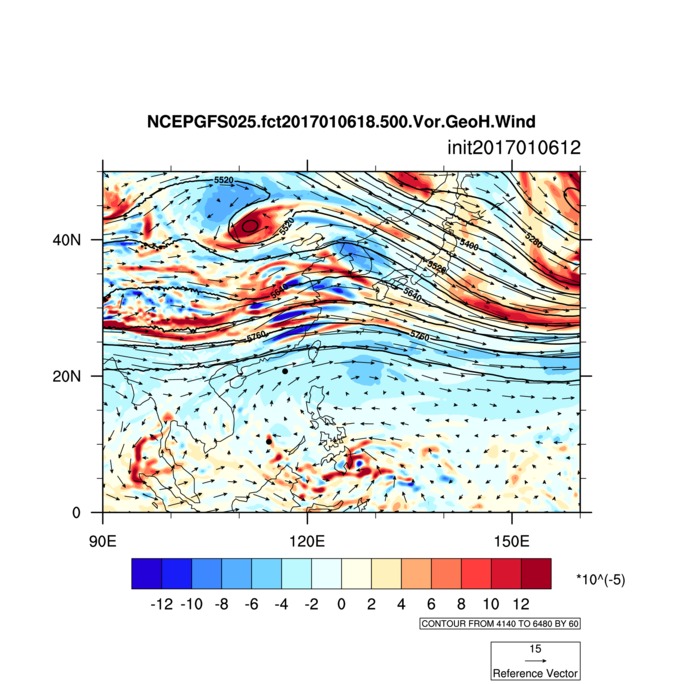 NCEPGFS025.fct2017010618.500.Vor.GeoH.Wind
init2017010612
5520
5520
40N
5400
5280
5520
5640
5640
5760
5760
20N
0
90E 120E 150E
-12 -10 -8 -6 -4 -2 0 2 4 6 8 10 12
*10^(-5)
CONTOUR FROM 4140 TO 6480 BY 60
15
Reference Vector